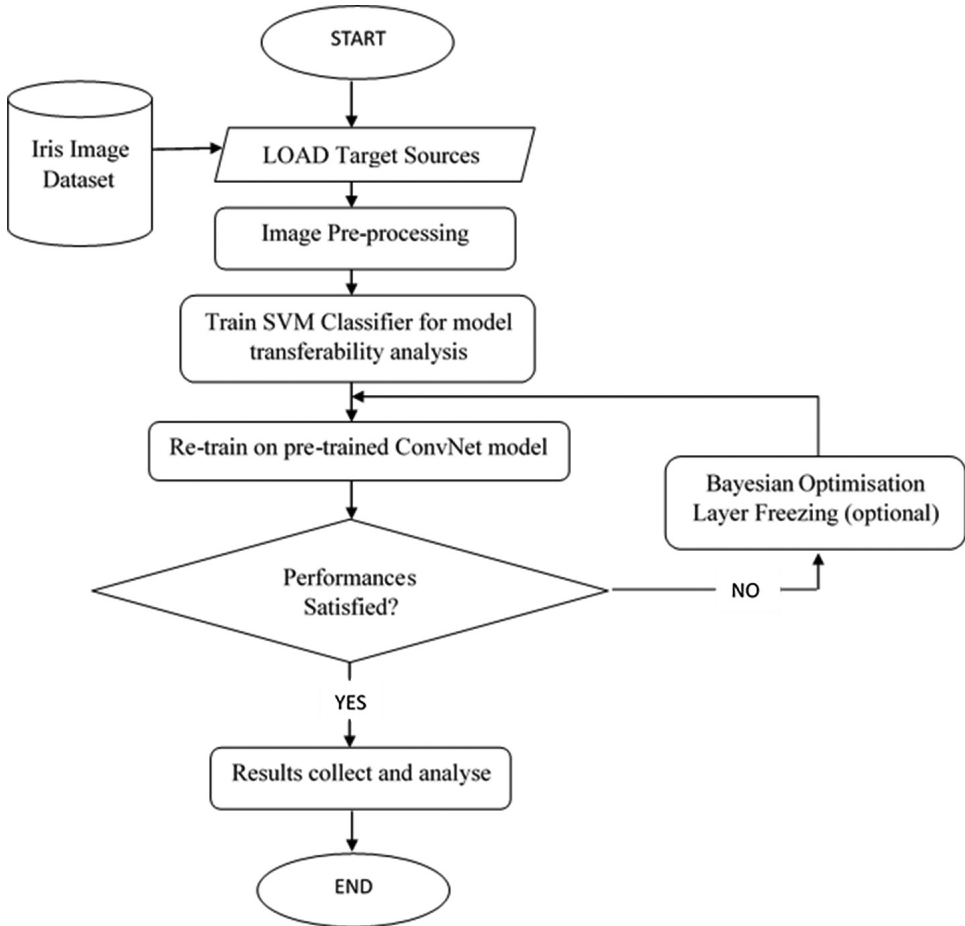 START
Iris Image
Dataset
LOAD Target Sources
Image Pre-processing
Train SVM Classifier for model
transferability analysis
Re-train on pre-trained ConvNet model
Bayesian Optimisation
Layer Freezing (optional)
Performances
Satisfied?
NO
YES
Results collect and analyse
END